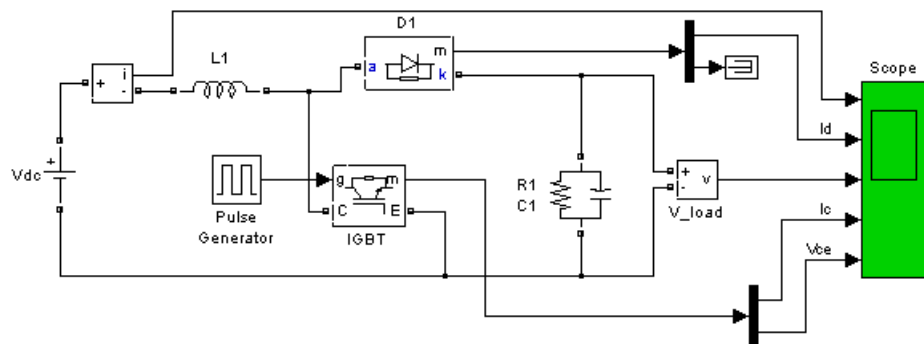 D1
L1
i
+
-
a
m
k
Scope
Id
Vdc
+
g
m
C
E
IGBT
Pulse
Generator
R1
C1
+
-
v
V_load
Ic
Vce